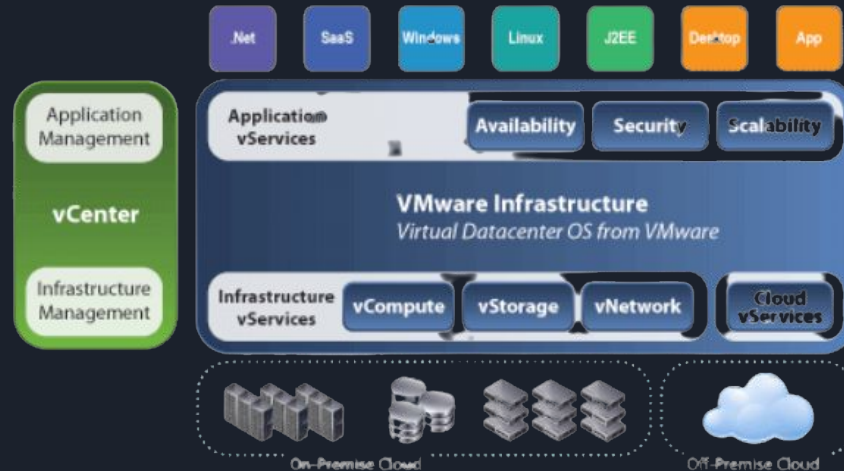 .Net
SaaS
Windows
Linux
J2EE
Desktop
App
Application
Management
vCenter
Infrastructure
Management
Application
vServices
Availability
Security
Scalability
VMware Infrastructure
Virtual Datacenter OS from VMware
Infrastructure
vServices
vCompute
vStorage
vNetwork
Cloud
vServices
On-Premise Cloud
Off-Premise Cloud